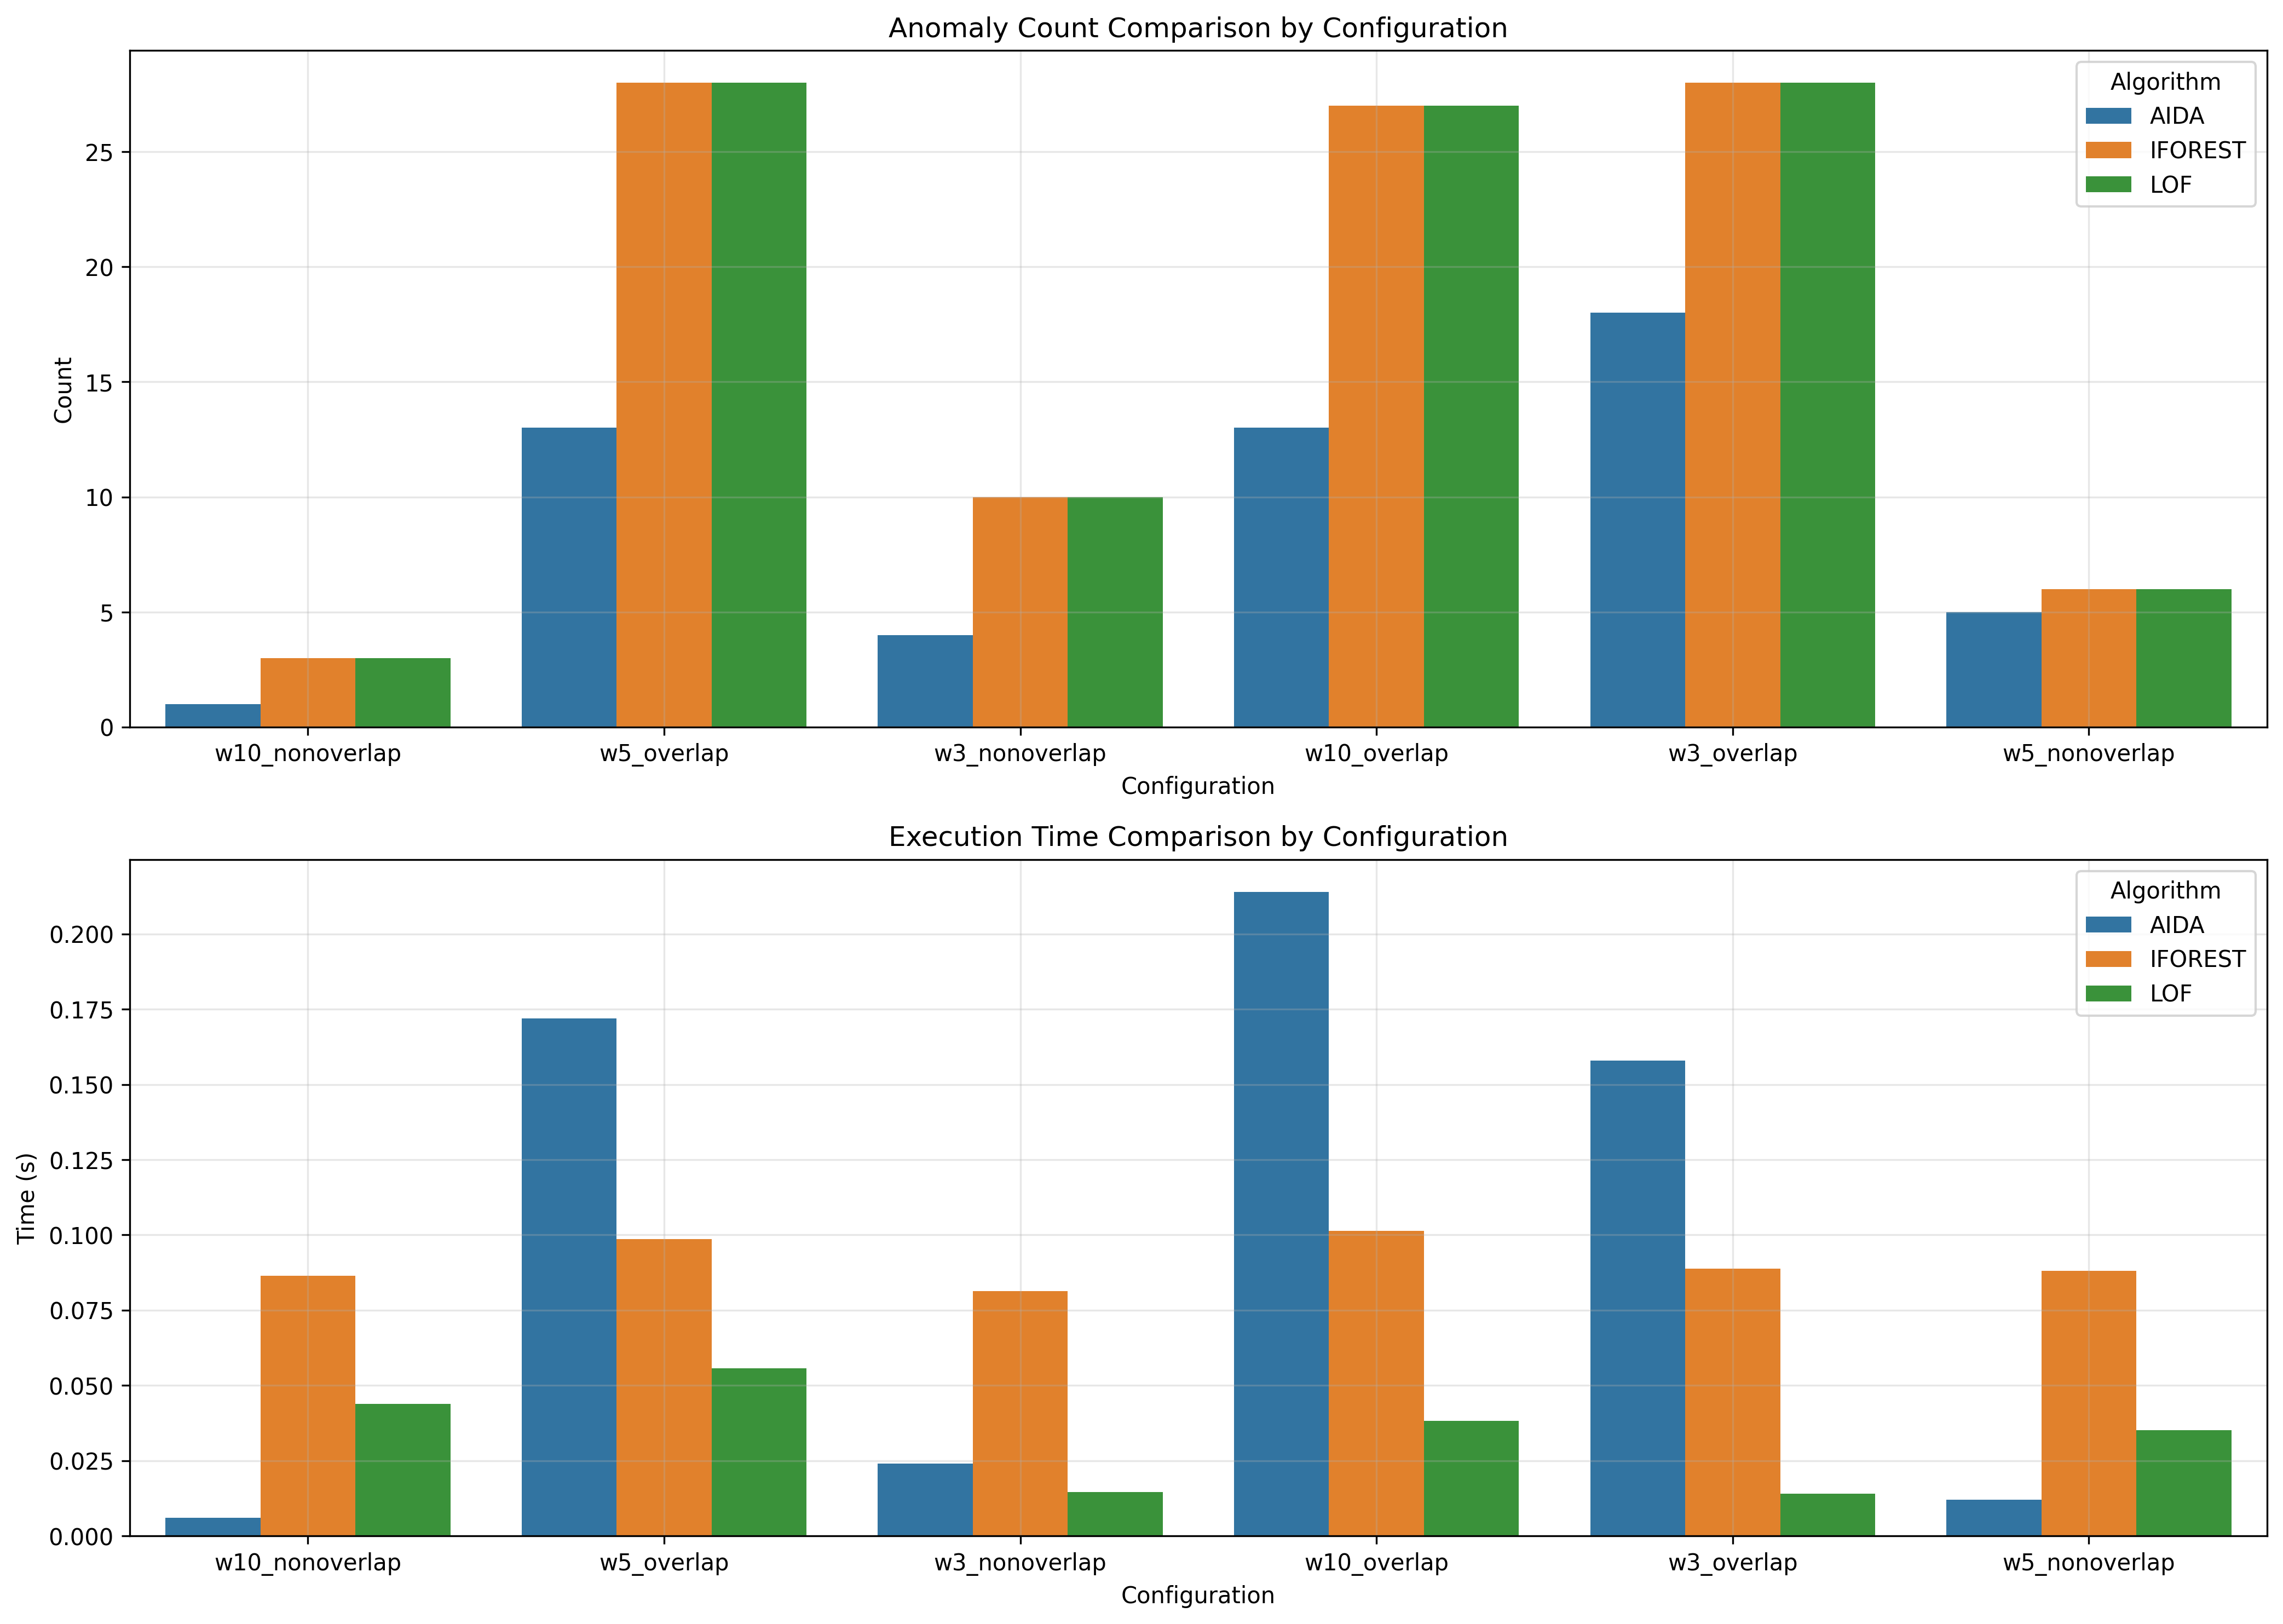 Anomaly Count Comparison by Configuration
Count
25
20
15
10
5
0
Algorithm
AIDA
IFOREST
LOF
w10_nonoverlap w5_overlap w3_nonoverlap w10_overlap w3_overlap w5_nonoverlap
Configuration
Execution Time Comparison by Configuration
Time (s)
0.200
0.175
0.150
0.125
0.100
0.075
0.050
0.025
0.000
Algorithm
AIDA
IFOREST
LOF
w10_nonoverlap w5_overlap w3_nonoverlap w10_overlap w3_overlap w5_nonoverlap
Configuration